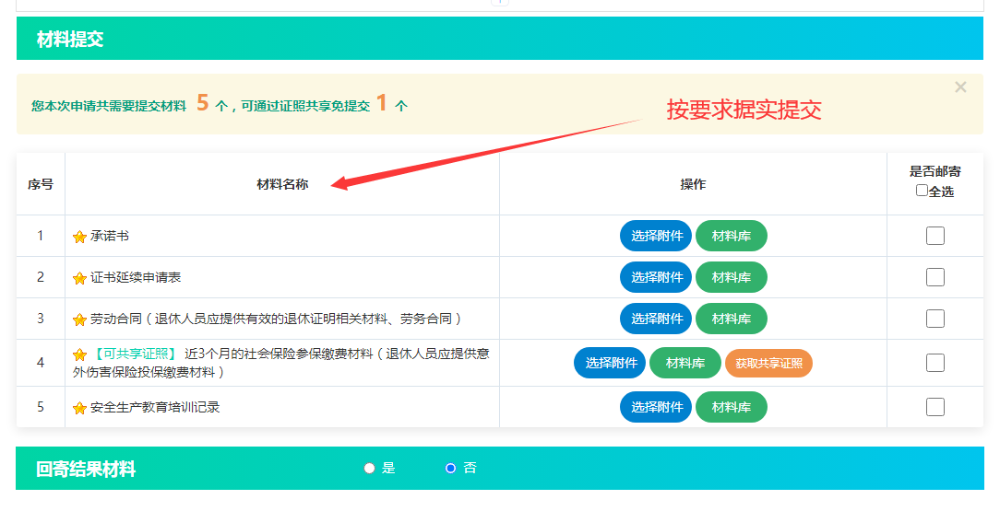 材料提交
您本次申请共需要提交材料 5 个，可通过证照共享免提交 1 个
按要求据实提交
序号 材料名称 操作 是否邮寄
全选
1 承诺书 选择附件 材料库
2 证书延续申请表 选择附件 材料库
3 劳动合同（退休人员应提供有效的退休证明相关材料、劳务合同） 选择附件 材料库
4 【可共享证照】 近3个月的社会保险参保缴费材料（退休人员应提供意
外伤害保险投保缴费材料） 选择附件 材料库 获取共享证照
5 安全生产教育培训记录 选择附件 材料库
回寄结果材料 是 否